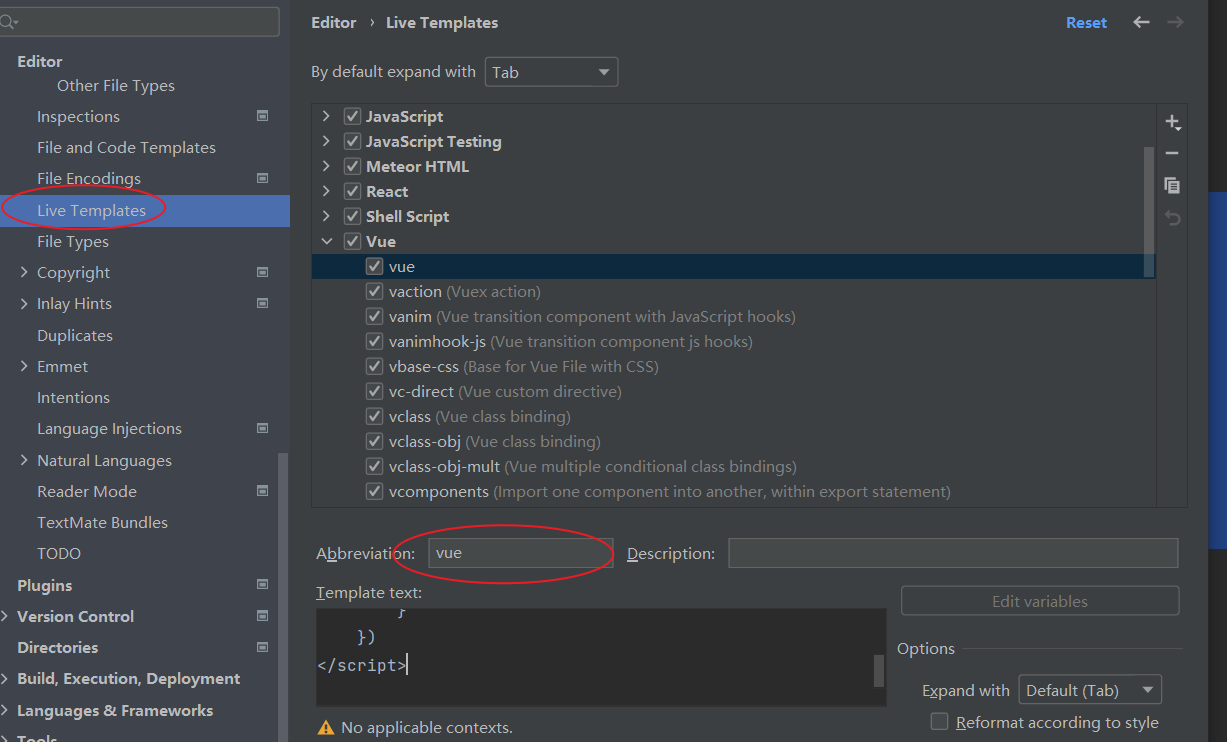 Editor
Other File Types
Inspections
File and Code Templates
File Encodings
Live Templates
File Types
Copyright
Inlay Hints
Duplicates
Emmet
Intentions
Language Injections
Natural Languages
Reader Mode
TextMate Bundles
TODO
Plugins
Version Control
Directories
Build, Execution, Deployment
Languages & Frameworks
Tools
Editor › Live Templates
Reset
By default expand with Tab
JavaScript
JavaScript Testing
Meteor HTML
React
Shell Script
Vue
vue
vaction (Vuex action)
vanim (Vue transition component with JavaScript hooks)
vanimhook-js (Vue transition component js hooks)
vbase-css (Base for Vue File with CSS)
vc-direct (Vue custom directive)
vclass (Vue class binding)
vclass-obj (Vue class binding)
vclass-obj-mult (Vue multiple conditional class bindings)
vcomponents (Import one component into another, within export statement)
Abbreviation: vue Description:
Template text:
}
})
</script>
No applicable contexts.
Edit variables
Options
Expand with Default (Tab)
Reformat according to style